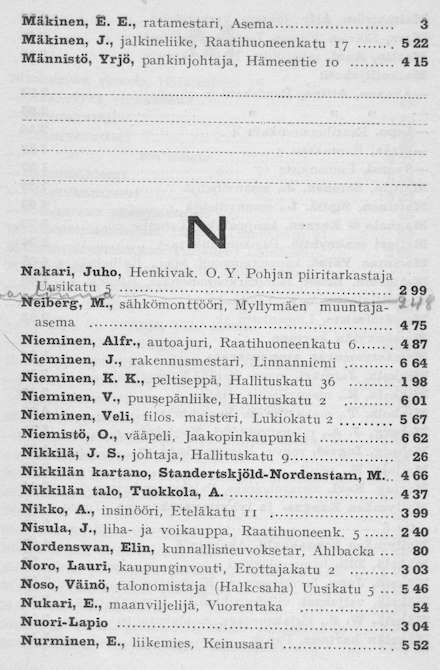 Mäkinen, E. E., ratamestari, Asema 3
Mäkinen, J., jalkineliike, Raatihuoneenkatu 17 5 22
Männistö, Yrjö, pankinjohtaja, Hämeentie 10 4 15
N
Nakari, Juho, Henkivak. O. Y. Pohjan piiritarkastaja
Uusikatu 5 2 99
Neiberg, M., sähkömonttööri, Myllymäen muuntaja- 248
asema 4 75
Nieminen, Alfr., autoajuri, Raatihuoneenkatu 6 4 87
Nieminen, J., rakennusmestari, Linnanniemi 6 64
Nieminen, K. K., peltiseppä, Hallituskatu 36 1 98
Nieminen, V., puusepänliike, Hallituskatu 2 6 01
Nieminen, Veli, filos. maisteri, Lukiokatu 2 5 67
Niemistö, O., vääpeli, Jaakopinkaupunki 6 62
Nikkilä, J. S., johtaja, Hallituskatu 9 26
Nikkilän kartano, Standertskjöld-Nordenstam, M. 4 66
Nikkilän talo, Tuokkola, A. 4 37
Nikko, A., insinööri, Eteläkatu 11 3 99
Nisula, J., liha- ja voikauppa, Raatihuoneenk. 5 2 40
Nordenswan, Elin, kunnallisneuvoksetar, Ahlbacka 80
Noro, Lauri, kaupunginvouti, Erottajakatu 2 3 03
Noso, Väinö, talonomistaja (Halkosaha) Uusikatu 5 5 46
Nukari, E., maanviljelijä, Vuorentaka 54
Nuori-Lapio 3 04
Nurminen, E., liikemies, Keinusaari 5 52